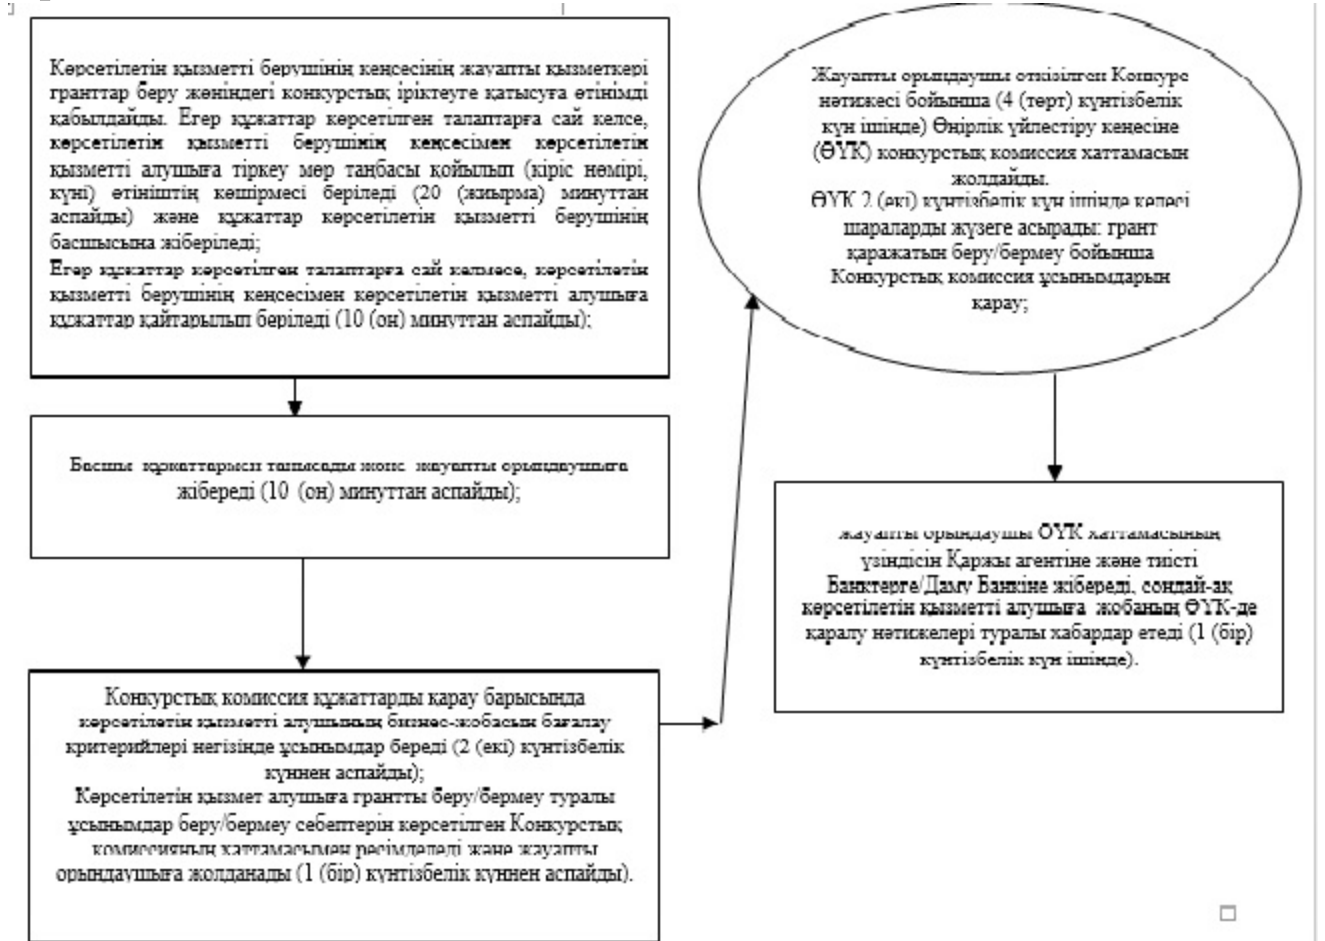 Көрсетілетін қызметті берушінің кеңсесінің жауапты қызметкері
гранттар беру жөніндегі конкурстық іріктеуге қатысуға өтінімді
қабылдайды. Егер құжаттар көрсетілген талаптарға сай келсе,
көрсетілетін қызметті берушінің кеңсесімен көрсетілетін
қызметті алушыға тіркеу мөр таңбасы қойылып (кіріс нөмірі,
күні) өтініштің көшірмесі беріледі (20 (жиырма) минуттан
аспайды) және құжаттар көрсетілетін қызметті берушінің
басшысына жіберіледі;
Егер құжаттар көрсетілген талаптарға сай келмесе, көрсетілетін
қызметті берушінің кеңсесімен көрсетілетін қызметті алушыға
құжаттар қайтарылып беріледі (10 (он) минуттан аспайды);
Басшы құжаттармен танысады және жауапты орындаушыға
жібереді (10 (он) минуттан аспайды);
Конкурстық комиссия құжаттарды қарау барысында
көрсетілетін қызметті алушының бизнес-жобасын бағалау
критерийлері негізінде ұсынымдар береді (2 (екі) күнтізбелік
күннен аспайды);
Көрсетілетін қызмет алушыға грантты беру/бермеу туралы
ұсынымдар беру/бермеу себептерін көрсетілген Конкурстық
комиссияның хаттамасымен ресімделеді және жауапты
орындаушыға жолданады (1 (бір) күнтізбелік күннен аспайды).
Жауапты орындаушы өткізілген Конкурс
нәтижесі бойынша (4 (төрт) күнтізбелік
күн ішінде) Өңірлік үйлестіру кеңесіне
(ӨҮК) конкурстық комиссия хаттамасын
жолдайды.
ӨҮК 2 (екі) күнтізбелік күн ішінде келесі
шараларды жүзеге асырады: грант
қаражатын беру/бермеу бойынша
Конкурстық комиссия ұсынымдарын
қарау;
жауапты орындаушы ӨҮК хаттамасының
үзіндісін Қаржы агентіне және тиісті
Банктерге/Даму Банкіне жібереді, сондай-ақ
көрсетілетін қызметті алушыға жобаның ӨҮК-де
қаралу нәтижелері туралы хабардар етеді (1 (бір)
күнтізбелік күн ішінде).